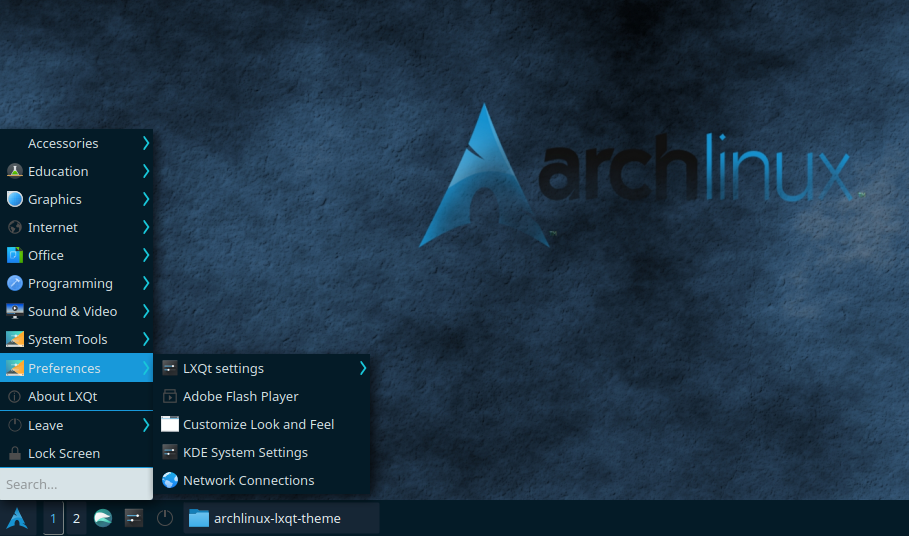 archlinux
Accessories
Education
Graphics
Internet
Office
Programming
Sound & Video
System Tools
Preferences
About LXQt
Leave
Lock Screen
Search...
LXQt settings
Adobe Flash Player
Customize Look and Feel
KDE System Settings
Network Connections
1
2
archlinux-lxqt-theme